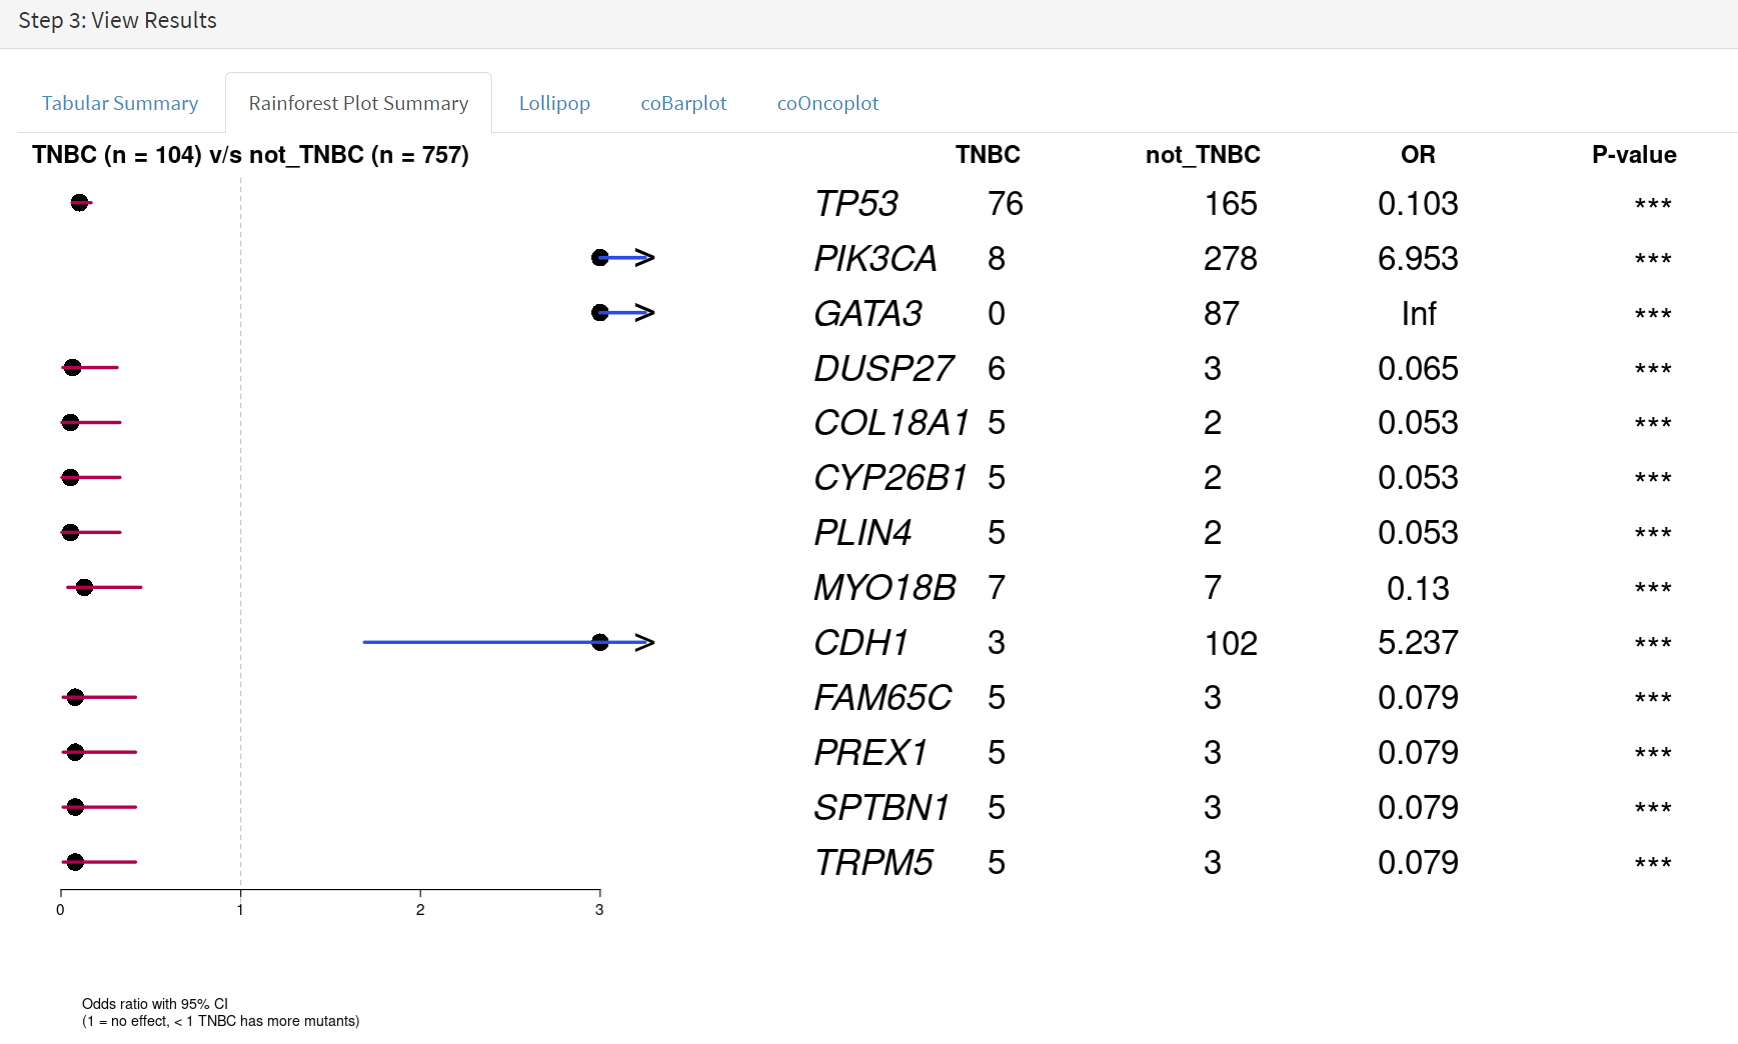 Step 3: View Results
Tabular Summary Rainforest Plot Summary Lollipop coBarplot coOncoplot
TNBC (n = 104) v/s not_TNBC (n = 757) TNBC not_TNBC OR P-value
TP53 76 165 0.103 ***
PIK3CA 8 278 6.953 ***
GATA3 0 87 Inf ***
DUSP27 6 3 0.065 ***
COL18A1 5 2 0.053 ***
CYP26B1 5 2 0.053 ***
PLIN4 5 2 0.053 ***
MYO18B 7 7 0.13 ***
CDH1 3 102 5.237 ***
FAM65C 5 3 0.079 ***
PREX1 5 3 0.079 ***
SPTBN1 5 3 0.079 ***
TRPM5 5 3 0.079 ***
0 1 2 3
Odds ratio with 95% CI
(1 = no effect, < 1 TNBC has more mutants)